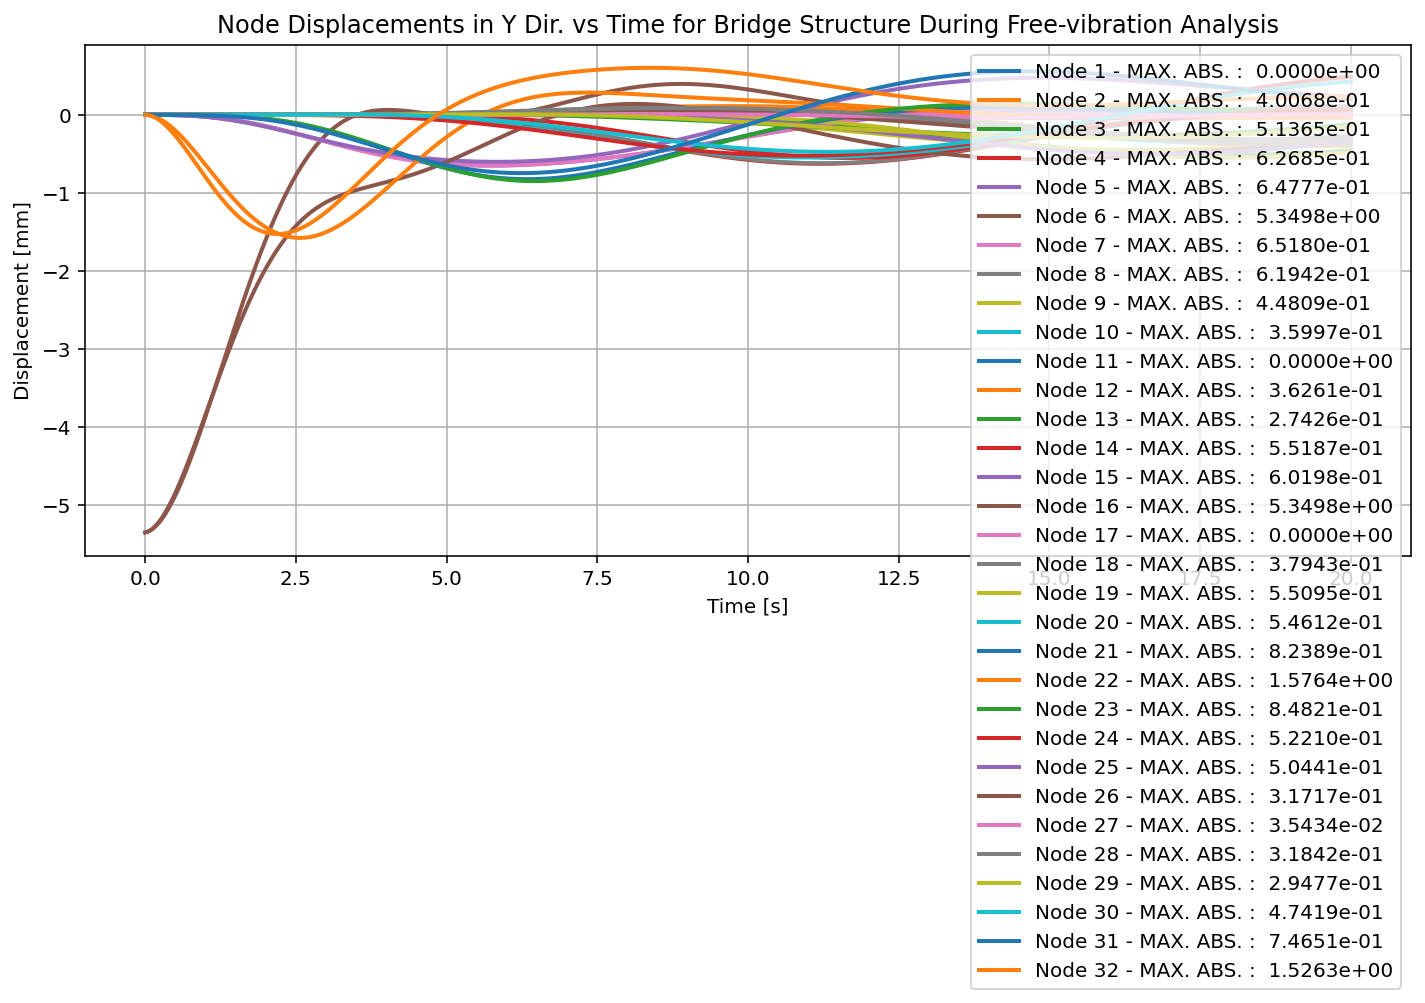 Node Displacements in Y Dir. vs Time for Bridge Structure During Free-vibration Analysis
Displacement [mm]
0
−1
−2
−3
−4
−5
0.0
2.5
5.0
7.5
10.0
12.5
15.0
17.5
20.0
Time [s]
Node 1 - MAX. ABS. :  0.0000e+00
Node 2 - MAX. ABS. :  4.0068e-01
Node 3 - MAX. ABS. :  5.1365e-01
Node 4 - MAX. ABS. :  6.2685e-01
Node 5 - MAX. ABS. :  6.4777e-01
Node 6 - MAX. ABS. :  5.3498e+00
Node 7 - MAX. ABS. :  6.5180e-01
Node 8 - MAX. ABS. :  6.1942e-01
Node 9 - MAX. ABS. :  4.4809e-01
Node 10 - MAX. ABS. :  3.5997e-01
Node 11 - MAX. ABS. :  0.0000e+00
Node 12 - MAX. ABS. :  3.6261e-01
Node 13 - MAX. ABS. :  2.7426e-01
Node 14 - MAX. ABS. :  5.5187e-01
Node 15 - MAX. ABS. :  6.0198e-01
Node 16 - MAX. ABS. :  5.3498e+00
Node 17 - MAX. ABS. :  0.0000e+00
Node 18 - MAX. ABS. :  3.7943e-01
Node 19 - MAX. ABS. :  5.5095e-01
Node 20 - MAX. ABS. :  5.4612e-01
Node 21 - MAX. ABS. :  8.2389e-01
Node 22 - MAX. ABS. :  1.5764e+00
Node 23 - MAX. ABS. :  8.4821e-01
Node 24 - MAX. ABS. :  5.2210e-01
Node 25 - MAX. ABS. :  5.0441e-01
Node 26 - MAX. ABS. :  3.1717e-01
Node 27 - MAX. ABS. :  3.5434e-02
Node 28 - MAX. ABS. :  3.1842e-01
Node 29 - MAX. ABS. :  2.9477e-01
Node 30 - MAX. ABS. :  4.7419e-01
Node 31 - MAX. ABS. :  7.4651e-01
Node 32 - MAX. ABS. :  1.5263e+00